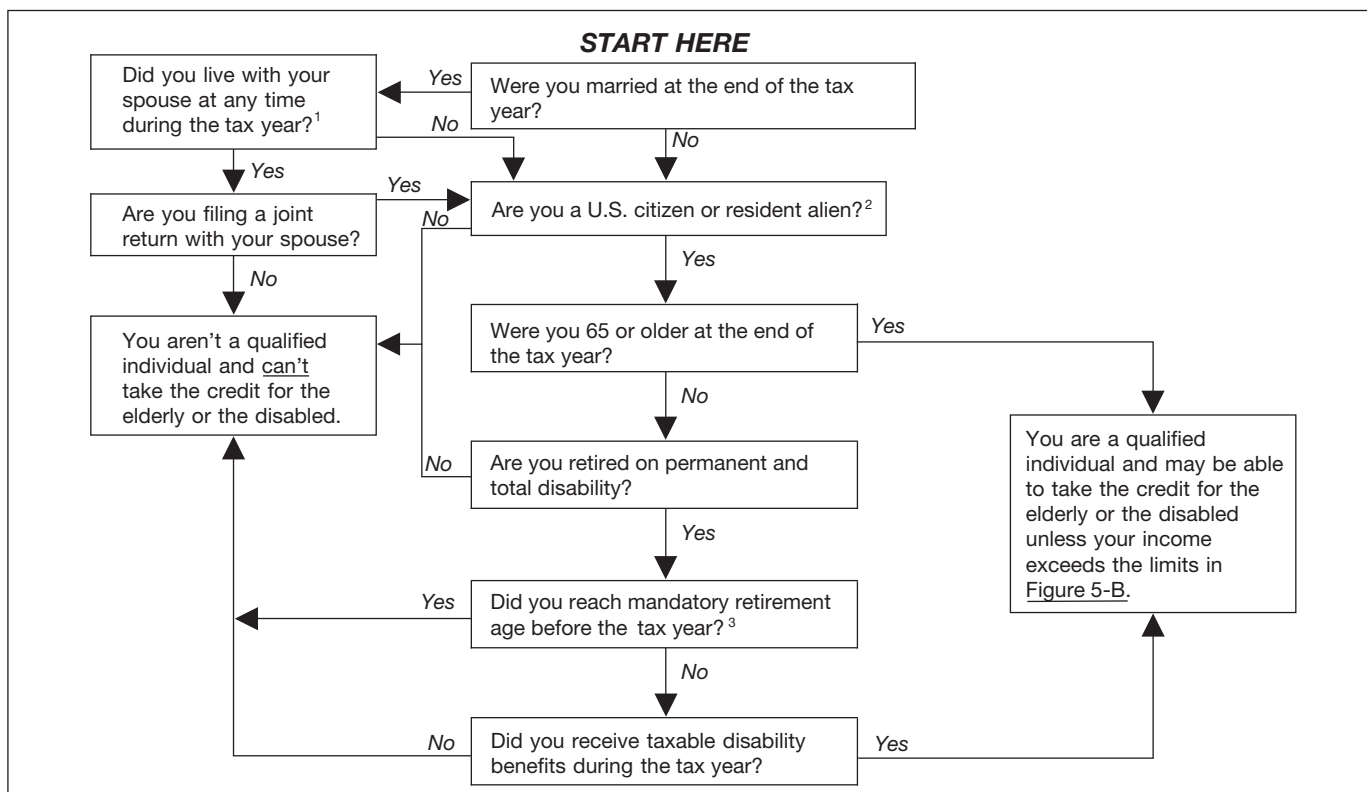 START HERE
Did you live with your
spouse at any time
during the tax year?1
Yes
Were you married at the end of the tax
year?
No
No
Yes
Are you filing a joint
return with your spouse?
Yes
Are you a U.S. citizen or resident alien?2
No
No
Yes
You aren't a qualified
individual and can't
take the credit for the
elderly or the disabled.
Were you 65 or older at the end of
the tax year?
Yes
No
You are a qualified
individual and may be able
to take the credit for the
elderly or the disabled
unless your income
exceeds the limits in
Figure 5-B.
No
Are you retired on permanent and
total disability?
Yes
Yes
Did you reach mandatory retirement
age before the tax year?3
No
No
Did you receive taxable disability
benefits during the tax year?
Yes